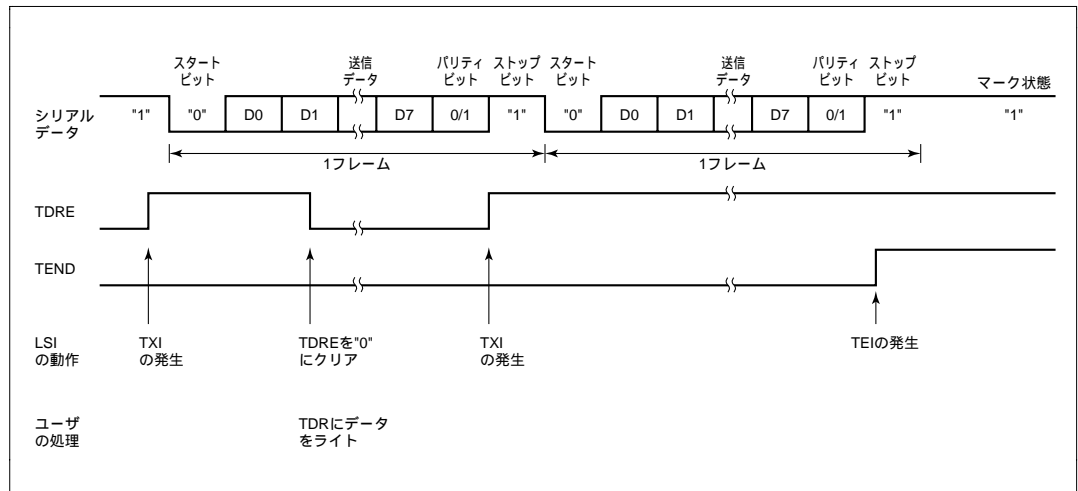 スタート 送信 パリティ ストップ スタート 送信 パリティ ストップ
ビット データ ビット ビット ビット データ ビット ビット マーク状態
シリアル "1" "0" D0 D1 D7 0/1 "1" "0" D0 D1 D7 0/1 "1" "1"
データ
1フレーム 1フレーム
TDRE
TEND
LSI TXI TDREを"0" TXI TEIの発生
の動作 の発生 にクリア の発生
ユーザ TDRにデータ
の処理 をライト